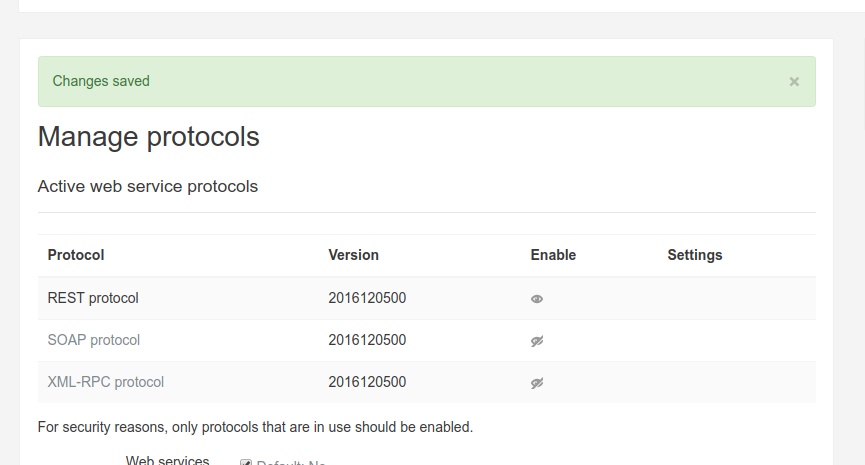 Changes saved ×
Manage protocols
Active web service protocols
Protocol Version Enable Settings
REST protocol 2016120500
SOAP protocol 2016120500
XML-RPC protocol 2016120500
For security reasons, only protocols that are in use should be enabled.
Web services Default: No